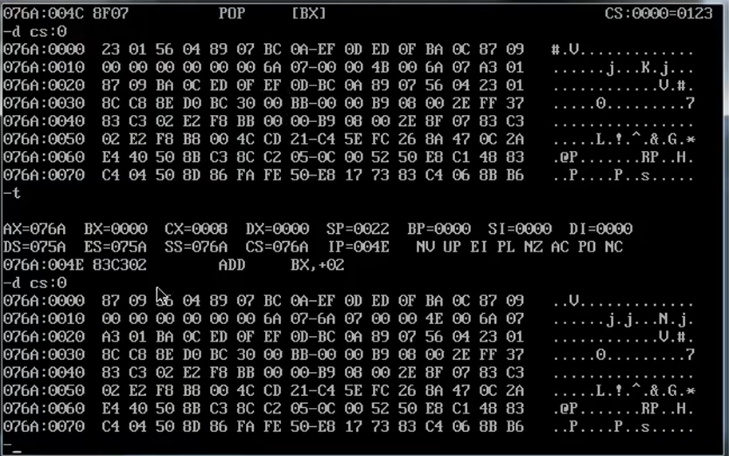 076A:004C 8F07 POP [BX] CS:0000=0123
-d cs:0
076A:0000 23 01 56 04 89 07 BC 0A-EF 0D ED 0F BA 0C 87 09 #.V.............
076A:0010 00 00 00 00 00 00 6A 07-00 00 4B 00 6A 07 A3 01 ......j...K.j...
076A:0020 87 09 BA 0C ED 0F EF 0D-BC 0A 89 07 56 04 23 01 ............V.#.
076A:0030 8C C8 8E D0 BC 30 00 BB-00 00 B9 08 00 2E FF 37 .....0.........7
076A:0040 83 C3 02 E2 F8 BB 00 00-B9 08 00 2E 8F 07 83 C3 ................
076A:0050 02 E2 F8 B8 00 4C CD 21-C4 5E FC 26 8A 47 0C 2A .....L.!.^.&.G.*
076A:0060 E4 40 50 8B C3 8C C2 05-0C 00 52 50 E8 C1 48 83 .@P.......RP..H.
076A:0070 C4 04 50 8D 86 FA FE 50-E8 17 73 83 C4 06 8B B6 ..P....P..s.....
-t
AX=076A BX=0000 CX=0008 DX=0000 SP=0022 BP=0000 SI=0000 DI=0000
DS=075A ES=075A SS=076A CS=076A IP=004E NV UP EI PL NZ AC PO NC
076A:004E 83C302 ADD BX,+02
-d cs:0
076A:0000 87 09 56 04 89 07 BC 0A-EF 0D ED 0F BA 0C 87 09 ..V.............
076A:0010 00 00 00 00 00 00 6A 07-6A 07 00 00 4E 00 6A 07 ......j.j...N.j.
076A:0020 A3 01 BA 0C ED 0F EF 0D-BC 0A 89 07 56 04 23 01 ............V.#.
076A:0030 8C C8 8E D0 BC 30 00 BB-00 00 B9 08 00 2E FF 37 .....0.........7
076A:0040 83 C3 02 E2 F8 BB 00 00-B9 08 00 2E 8F 07 83 C3 ................
076A:0050 02 E2 F8 B8 00 4C CD 21-C4 5E FC 26 8A 47 0C 2A .....L.!.^.&.G.*
076A:0060 E4 40 50 8B C3 8C C2 05-0C 00 52 50 E8 C1 48 83 .@P.......RP..H.
076A:0070 C4 04 50 8D 86 FA FE 50-E8 17 73 83 C4 06 8B B6 ..P....P..s.....
-_